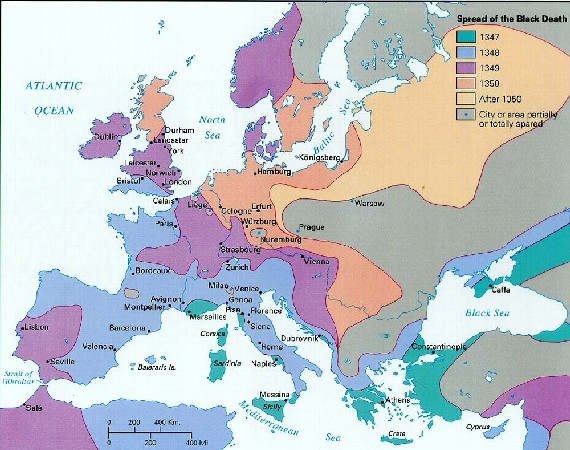 Spread of the Black Death
1347
1348
1349
1350
After 1050
City or area partially
or totally spared
ATLANTIC
OCEAN
North
Sea
Baltic
Sea
Dublin
Durham
Lancaster
York
Leicester
Norwich
Bristol
London
Calais
Königsberg
Hamburg
Liège
Cologne
Erfurt
Würzburg
Nuremburg
Warsaw
Prague
Paris
Strasbourg
Zurich
Vienna
Bordeaux
Milan
Venice
Genoa
Avignon
Montpellier
Pisa
Florence
Marseilles
Siena
Corsica
Dubrovnik
Rome
Caffa
Black Sea
Lisbon
Barcelona
Valencia
Balearic Is.
Sardinia
Naples
Constantinople
Seville
Strait of
Gibraltar
Messina
Sicily
Athens
Salé
Mediterranean
Sea
Crete
Cyprus
0 200 400 Km.
0 200 400 Mi.